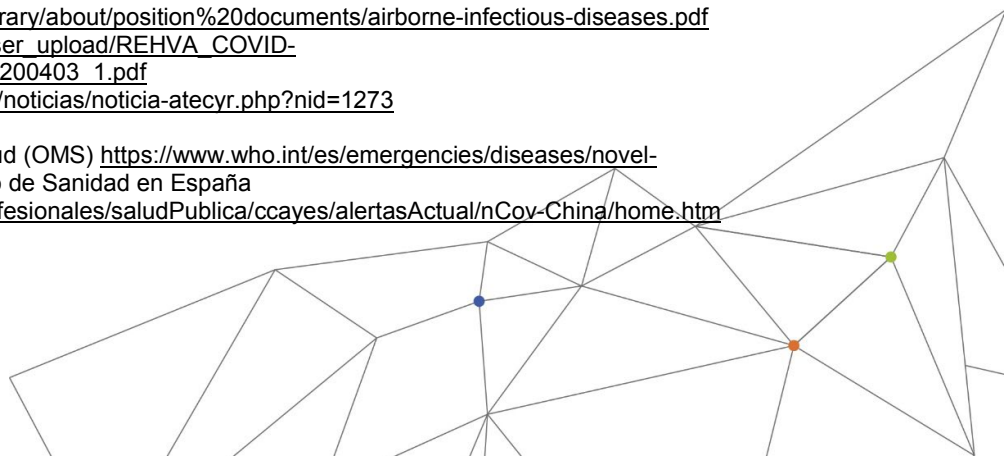 rary/about/position%20documents/airborne-infectious-diseases.pdf
ser_upload/REHVA_COVID-
200403_1.pdf
/noticias/noticia-atecyr.php?nid=1273
ud (OMS) https://www.who.int/es/emergencies/diseases/novel-
o de Sanidad en España
fesionales/saludPublica/ccayes/alertasActual/nCov-China/home.htm